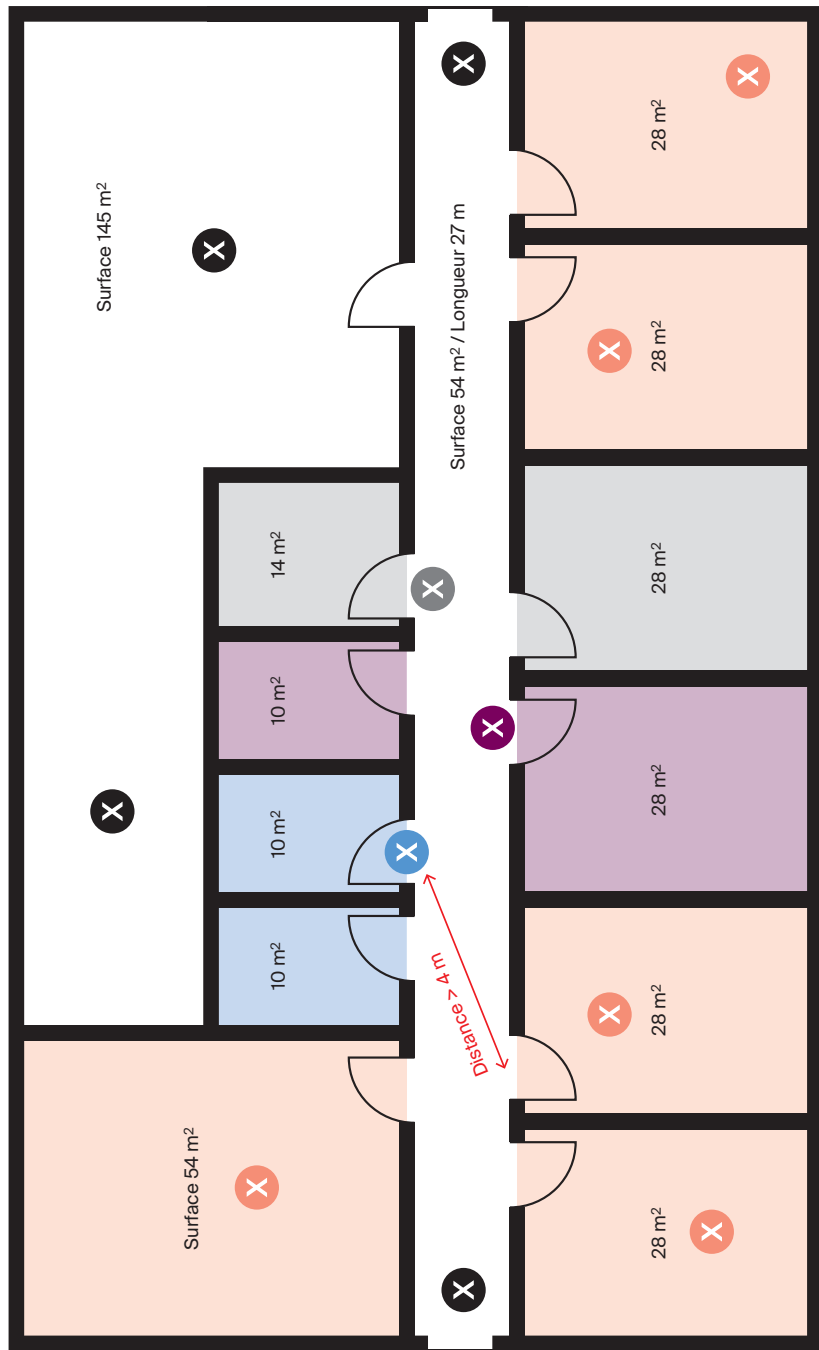 Surface 145 m²
X
Surface 54 m²
X
X
10 m²
10 m²
10 m²
14 m²
X
X
Surface 54 m² / Longueur 27 m
X
X
Distance > 4 m
X
X
X
28 m²
28 m²
28 m²
28 m²
28 m²
28 m²
X
X